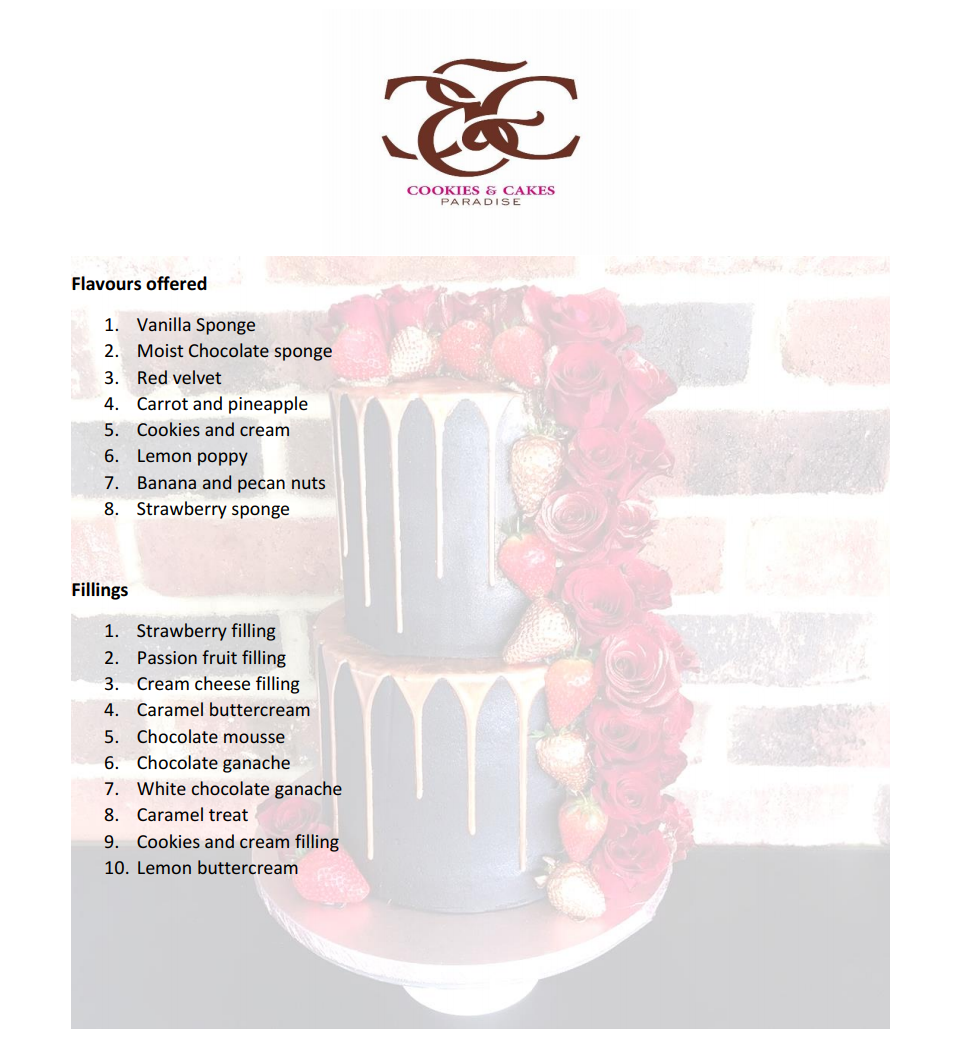 COOKIES & CAKES
PARADISE
Flavours offered
1. Vanilla Sponge
2. Moist Chocolate sponge
3. Red velvet
4. Carrot and pineapple
5. Cookies and cream
6. Lemon poppy
7. Banana and pecan nuts
8. Strawberry sponge
Fillings
1. Strawberry filling
2. Passion fruit filling
3. Cream cheese filling
4. Caramel buttercream
5. Chocolate mousse
6. Chocolate ganache
7. White chocolate ganache
8. Caramel treat
9. Cookies and cream filling
10. Lemon buttercream